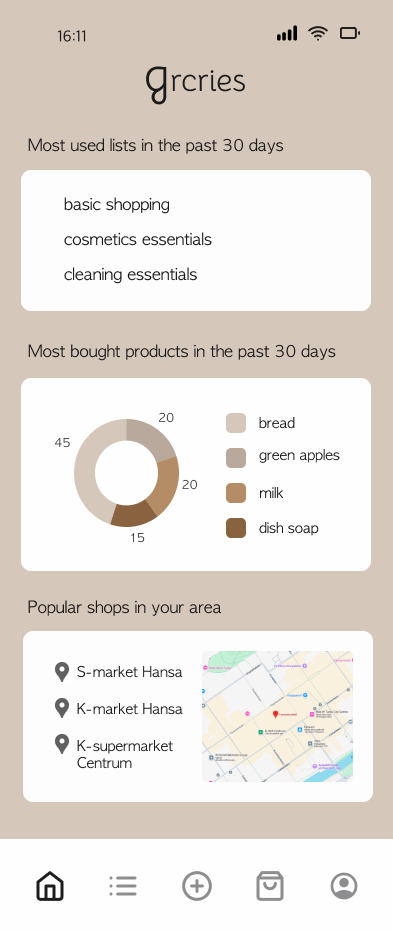 16:11
grcries
Most used lists in the past 30 days
basic shopping
cosmetics essentials
cleaning essentials
Most bought products in the past 30 days
20
45
20
15
bread
green apples
milk
dish soap
Popular shops in your area
S-market Hansa
K-market Hansa
K-supermarket
Centrum